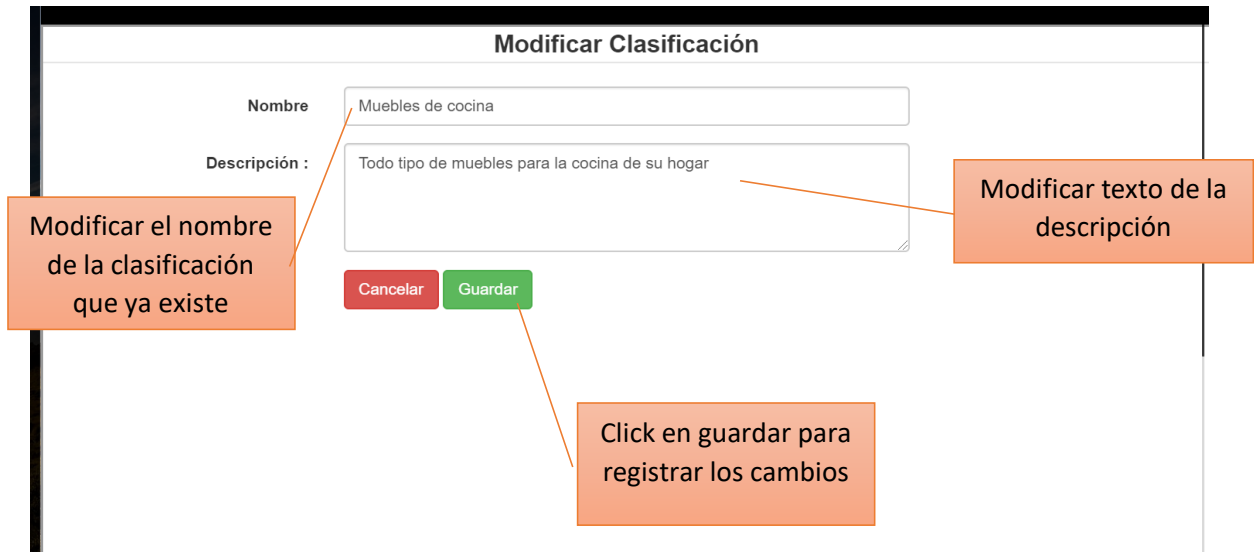 Modificar Clasificación
Nombre
Muebles de cocina
Descripción :
Todo tipo de muebles para la cocina de su hogar
Modificar texto de la
descripción
Modificar el nombre
de la clasificación
que ya existe
Cancelar
Guardar
Click en guardar para
registrar los cambios